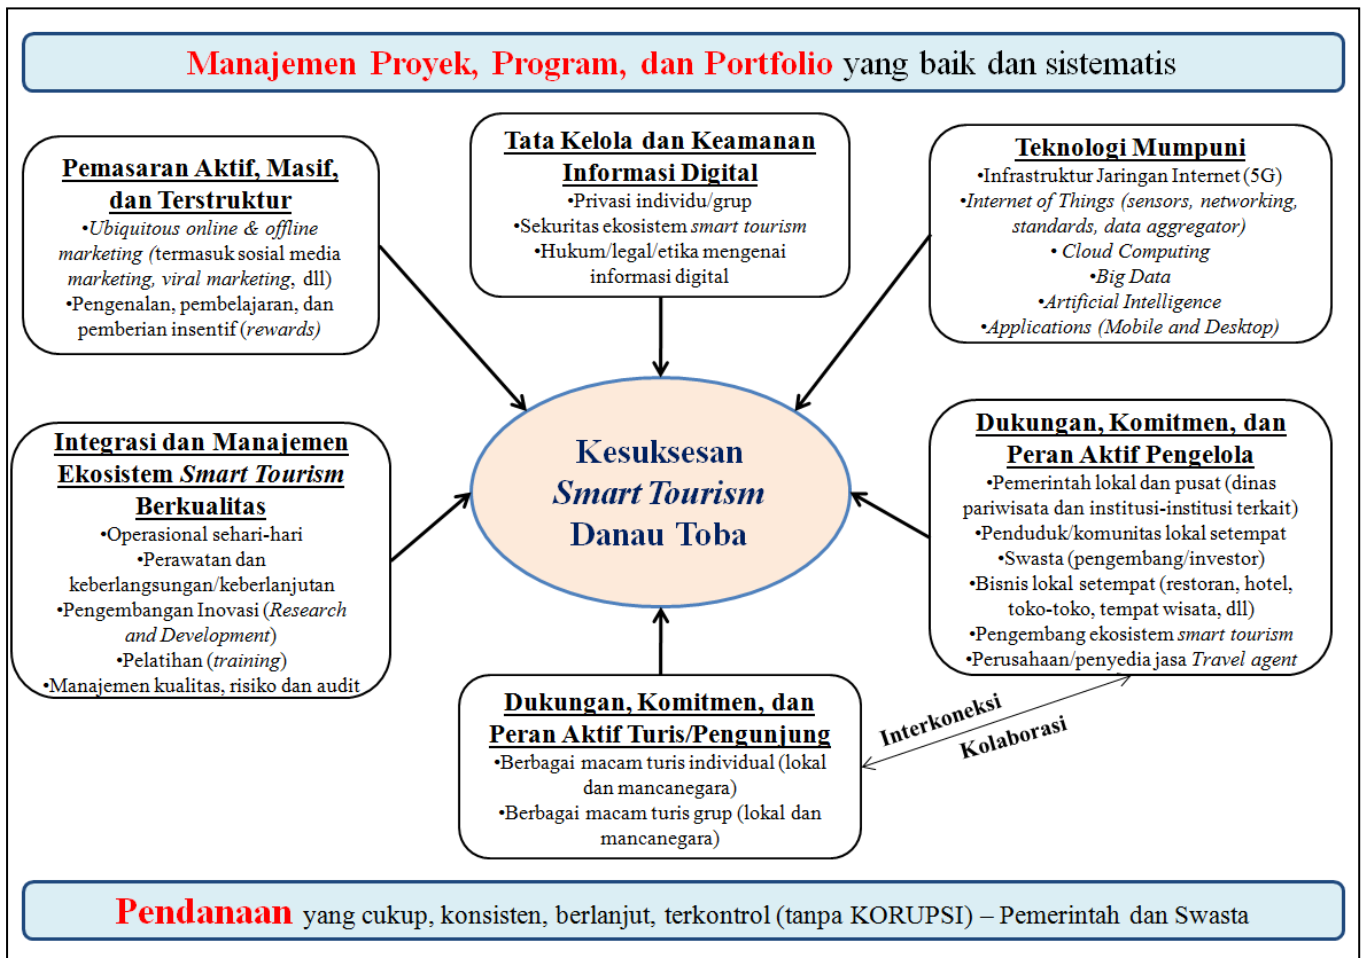 Manajemen Proyek, Program, dan Portfolio yang baik dan sistematis
Pemasaran Aktif, Masif,
dan Terstruktur
•Ubiquitous online & offline
marketing (termasuk sosial media
marketing, viral marketing, dll)
•Pengenalan, pembelajaran, dan
pemberian insentif (rewards)
Tata Kelola dan Keamanan
Informasi Digital
•Privasi individu/grup
•Sekuritas ekosistem smart tourism
•Hukum/legal/etika mengenai
informasi digital
Teknologi Mumpuni
•Infrastruktur Jaringan Internet (5G)
•Internet of Things (sensors, networking,
standards, data aggregator)
• Cloud Computing
•Big Data
•Artificial Intelligence
•Applications (Mobile and Desktop)
Integrasi dan Manajemen
Ekosistem Smart Tourism
Berkualitas
•Operasional sehari-hari
•Perawatan dan
keberlangsungan/keberlanjutan
•Pengembangan Inovasi (Research
and Development)
•Pelatihan (training)
•Manajemen kualitas, risiko dan audit
Kesuksesan
Smart Tourism
Danau Toba
Dukungan, Komitmen, dan
Peran Aktif Pengelola
•Pemerintah lokal dan pusat (dinas
pariwisata dan institusi-institusi terkait)
•Penduduk/komunitas lokal setempat
•Swasta (pengembang/investor)
•Bisnis lokal setempat (restoran, hotel,
toko-toko, tempat wisata, dll)
•Pengembang ekosistem smart tourism
•Perusahaan/penyedia jasa Travel agent
Dukungan, Komitmen, dan
Peran Aktif Turis/Pengunjung
•Berbagai macam turis individual (lokal
dan mancanegara)
•Berbagai macam turis grup (lokal dan
mancanegara)
Interkoneksi
Kolaborasi
Pendanaan yang cukup, konsisten, berlanjut, terkontrol (tanpa KORUPSI) – Pemerintah dan Swasta